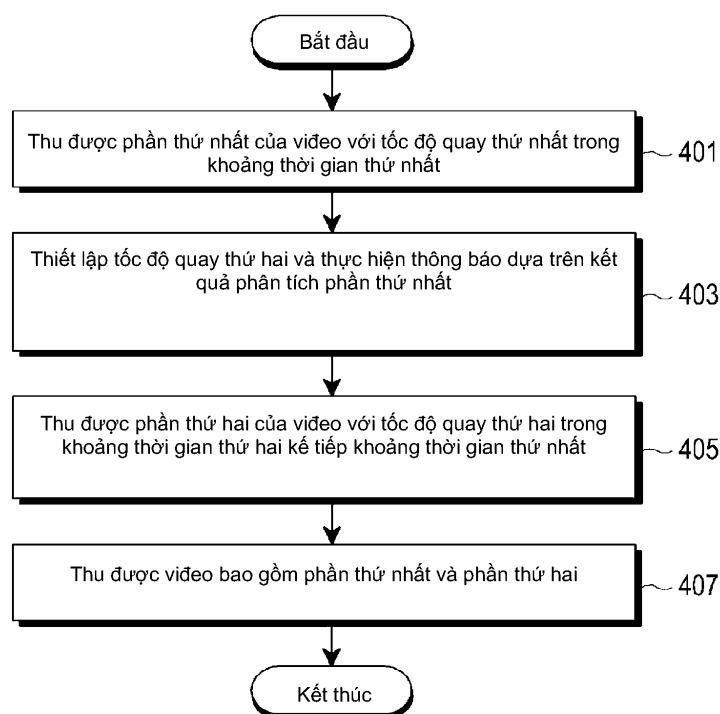 Bắt đầu
Thu được phần thứ nhất của viđeo với tốc độ quay thứ nhất trong
khoảng thời gian thứ nhất
401
Thiết lập tốc độ quay thứ hai và thực hiện thông báo dựa trên kết
quả phân tích phần thứ nhất
403
Thu được phần thứ hai của viđeo với tốc độ quay thứ hai trong
khoảng thời gian thứ hai kế tiếp khoảng thời gian thứ nhất
405
Thu được viđeo bao gồm phần thứ nhất và phần thứ hai
407
Kết thúc